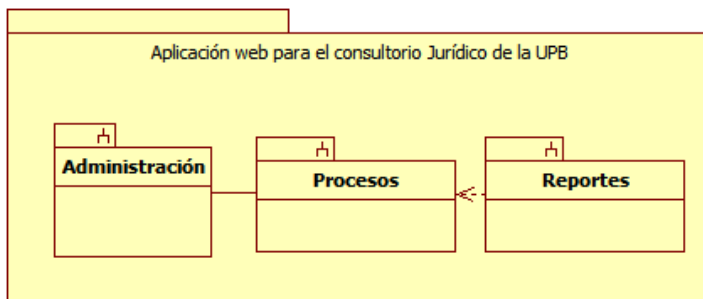 Aplicación web para el consultorio Jurídico de la UPB
Administración
Procesos
Reportes